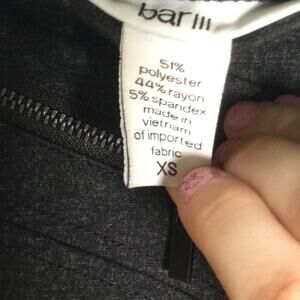 bar III
51%
polyester
44% rayon
5% spandex
made in
vietnam
of imported
fabric
XS